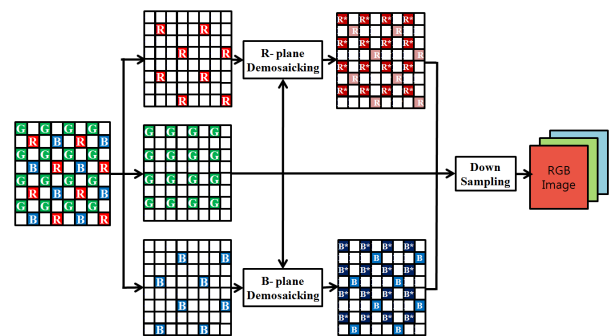 G G G G
R B R B
G G G G
B R B R
G G G G
R B R B
G G G G
B R B R
R R
R R
R R
R R
R- plane
Demosaicking
R* R* R* R*
R R
R* R* R* R*
R R
R* R* R* R*
R R
R* R* R* R*
R R
G G G G
G G G G
G G G G
G G G G
B B
B B
B B
B B
B- plane
Demosaicking
B* B* B* B*
B B
B* B* B* B*
B B
B* B* B* B*
B B
B* B* B* B*
B B
Down
Sampling
RGB
Image